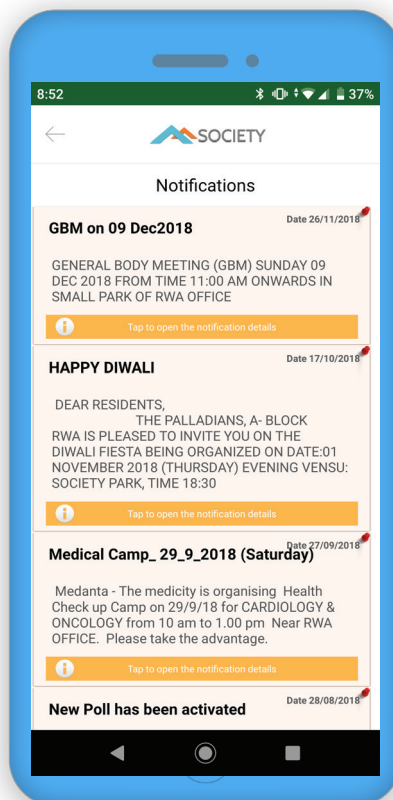 8:52 37%
SOCIETY
Notifications
Date 26/11/2018
GBM on 09 Dec2018
GENERAL BODY MEETING (GBM) SUNDAY 09
DEC 2018 FROM TIME 11:00 AM ONWARDS IN
SMALL PARK OF RWA OFFICE
Tap to open the notification details
Date 17/10/2018
HAPPY DIWALI
DEAR RESIDENTS,
THE PALLADIANS, A- BLOCK
RWA IS PLEASED TO INVITE YOU ON THE
DIWALI FIESTA BEING ORGANIZED ON DATE:01
NOVEMBER 2018 (THURSDAY) EVENING VENSU:
SOCIETY PARK, TIME 18:30
Tap to open the notification details
Date 27/09/2018
Medical Camp_ 29_9_2018 (Saturday)
Medanta - The medicity is organising Health
Check up Camp on 29/9/18 for CARDIOLOGY &
ONCOLOGY from 10 am to 1.00 pm Near RWA
OFFICE. Please take the advantage.
Tap to open the notification details
Date 28/08/2018
New Poll has been activated